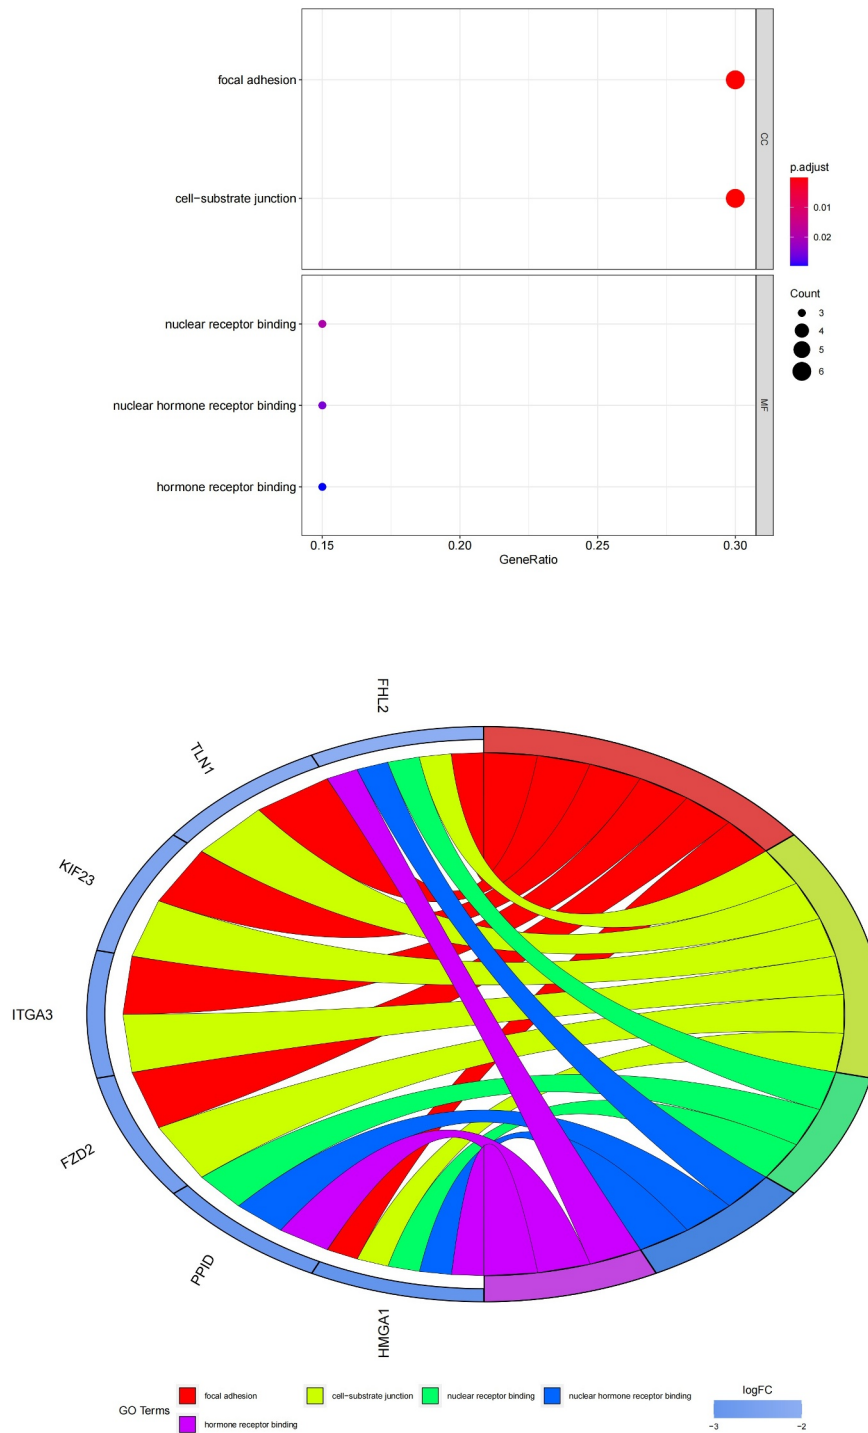 focal adhesion
cell−substrate junction
CC
nuclear receptor binding
nuclear hormone receptor binding
hormone receptor binding
MF
0.15 0.20 0.25 0.30
GeneRatio
p.adjust
0.01
0.02
Count
3
4
5
6
FHL2
TLN1
KIF23
ITGA3
FZD2
PPID
HMGA1
GO Terms
focal adhesion cell−substrate junction nuclear receptor binding nuclear hormone receptor binding
hormone receptor binding
logFC
−3 −2